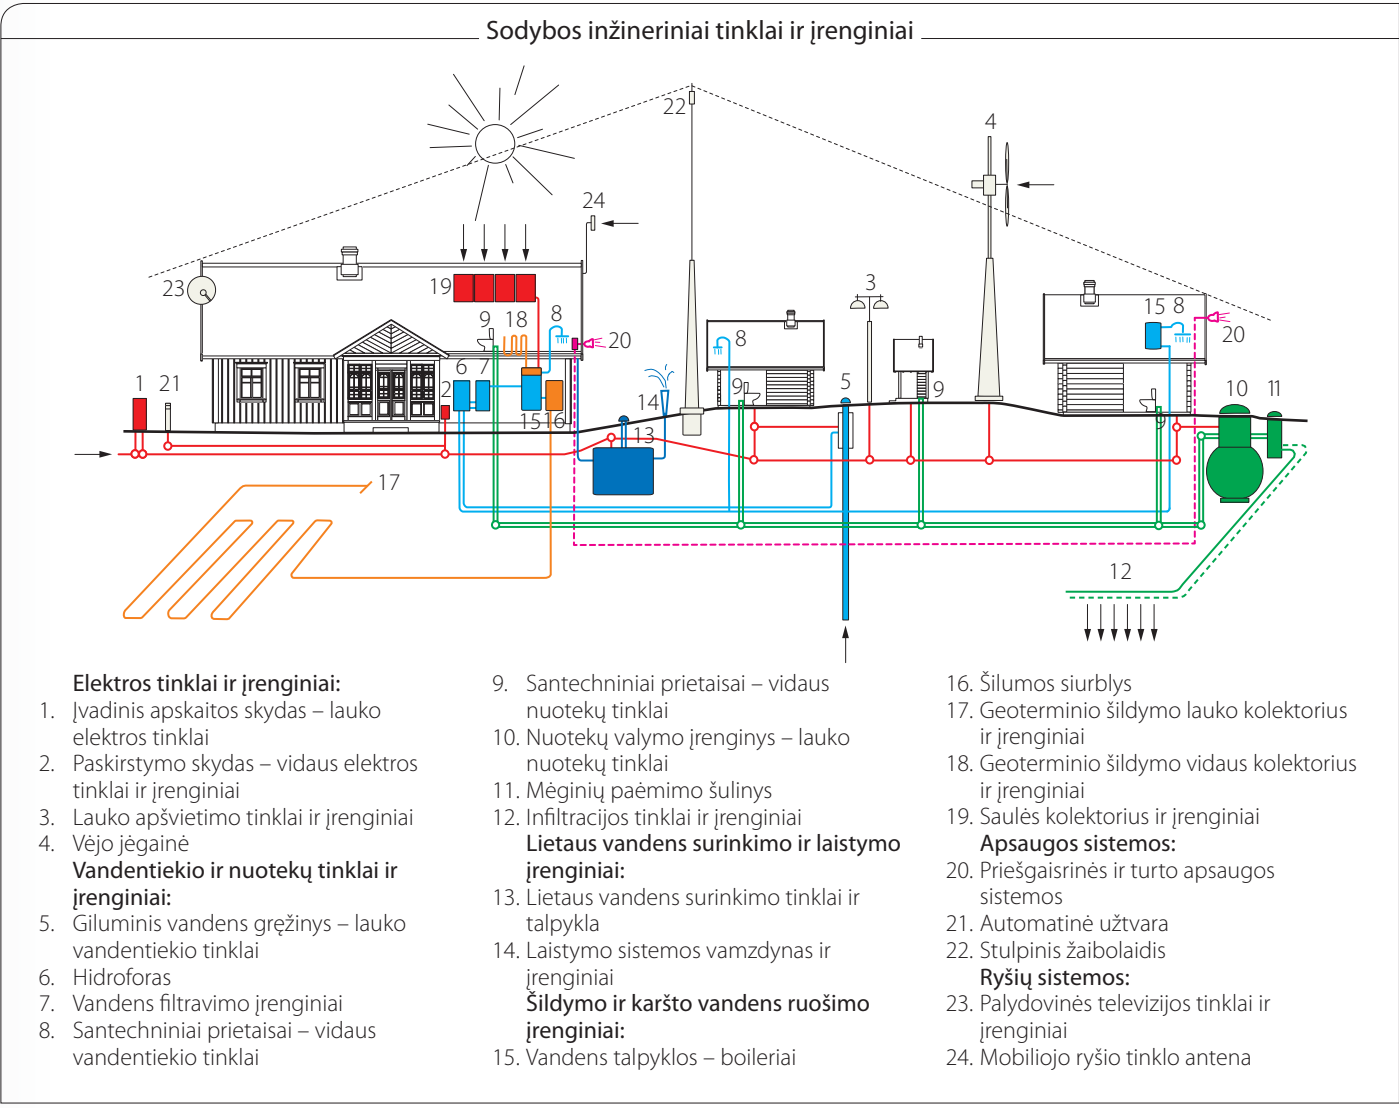 Sodybos inžineriniai tinklai ir įrenginiai
22
4
24
23
19
3
9
18
8
20
8
15
8
20
6
7
2
1
21
15
16
14
13
9
5
9
9
10
11
17
12
Elektros tinklai ir įrenginiai:
1. Įvadinis apskaitos skydas – lauko
elektros tinklai
2. Paskirstymo skydas – vidaus elektros
tinklai ir įrenginiai
3. Lauko apšvietimo tinklai ir įrenginiai
4. Vėjo jėgainė
Vandentiekio ir nuotekų tinklai ir
įrenginiai:
5. Giluminis vandens gręžinys – lauko
vandentiekio tinklai
6. Hidroforas
7. Vandens filtravimo įrenginiai
8. Santechniniai prietaisai – vidaus
vandentiekio tinklai
9. Santechniniai prietaisai – vidaus
nuotekų tinklai
10. Nuotekų valymo įrenginys – lauko
nuotekų tinklai
11. Mėginių paėmimo šulinys
12. Infiltracijos tinklai ir įrenginiai
Lietaus vandens surinkimo ir laistymo
įrenginiai:
13. Lietaus vandens surinkimo tinklai ir
talpykla
14. Laistymo sistemos vamzdynas ir
įrenginiai
Šildymo ir karšto vandens ruošimo
įrenginiai:
15. Vandens talpyklos – boileriai
16. Šilumos siurblys
17. Geoterminio šildymo lauko kolektorius
ir įrenginiai
18. Geoterminio šildymo vidaus kolektorius
ir įrenginiai
19. Saulės kolektorius ir įrenginiai
Apsaugos sistemos:
20. Priešgaisrinės ir turto apsaugos
sistemos
21. Automatinė užtvara
22. Stulpinis žaibolaidis
Ryšių sistemos:
23. Palydovinės televizijos tinklai ir
įrenginiai
24. Mobiliojo ryšio tinklo antena